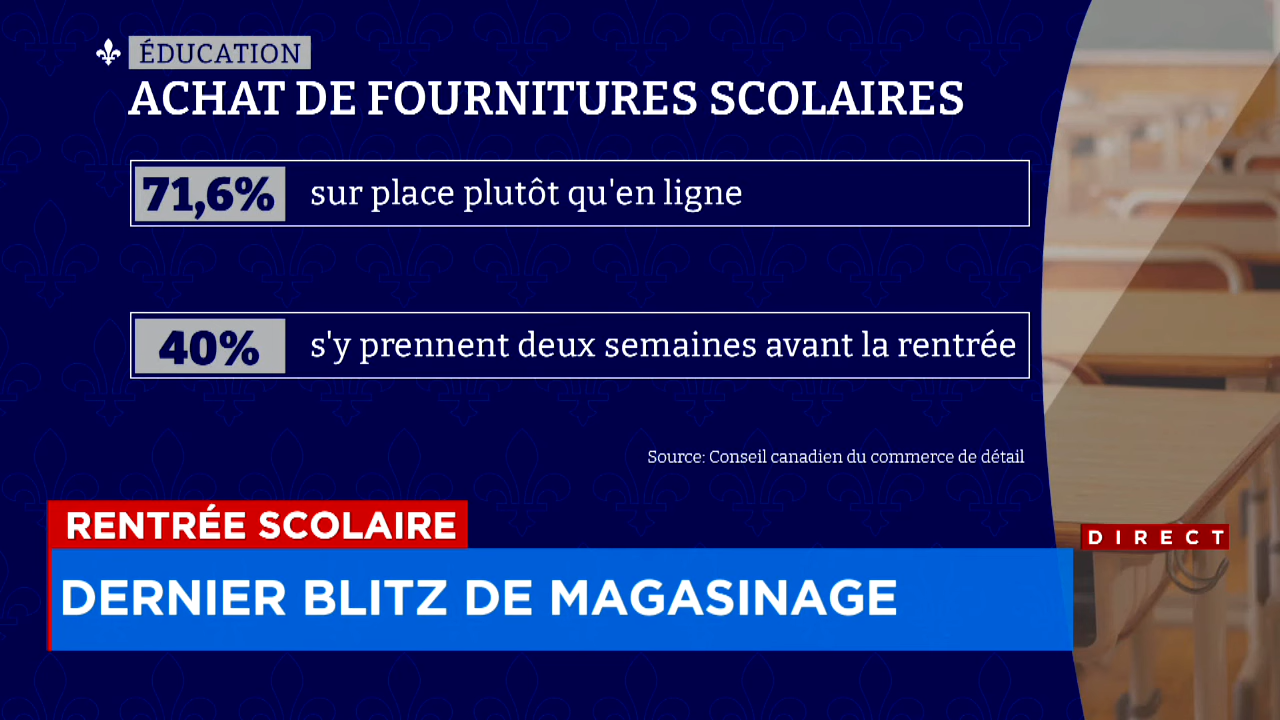 ÉDUCATION
ACHAT DE FOURNITURES SCOLAIRES
71,6% sur place plutôt qu'en ligne
40% s'y prennent deux semaines avant la rentrée
Source: Conseil canadien du commerce de détail
RENTRÉE SCOLAIRE
DIRECT
DERNIER BLITZ DE MAGASINAGE